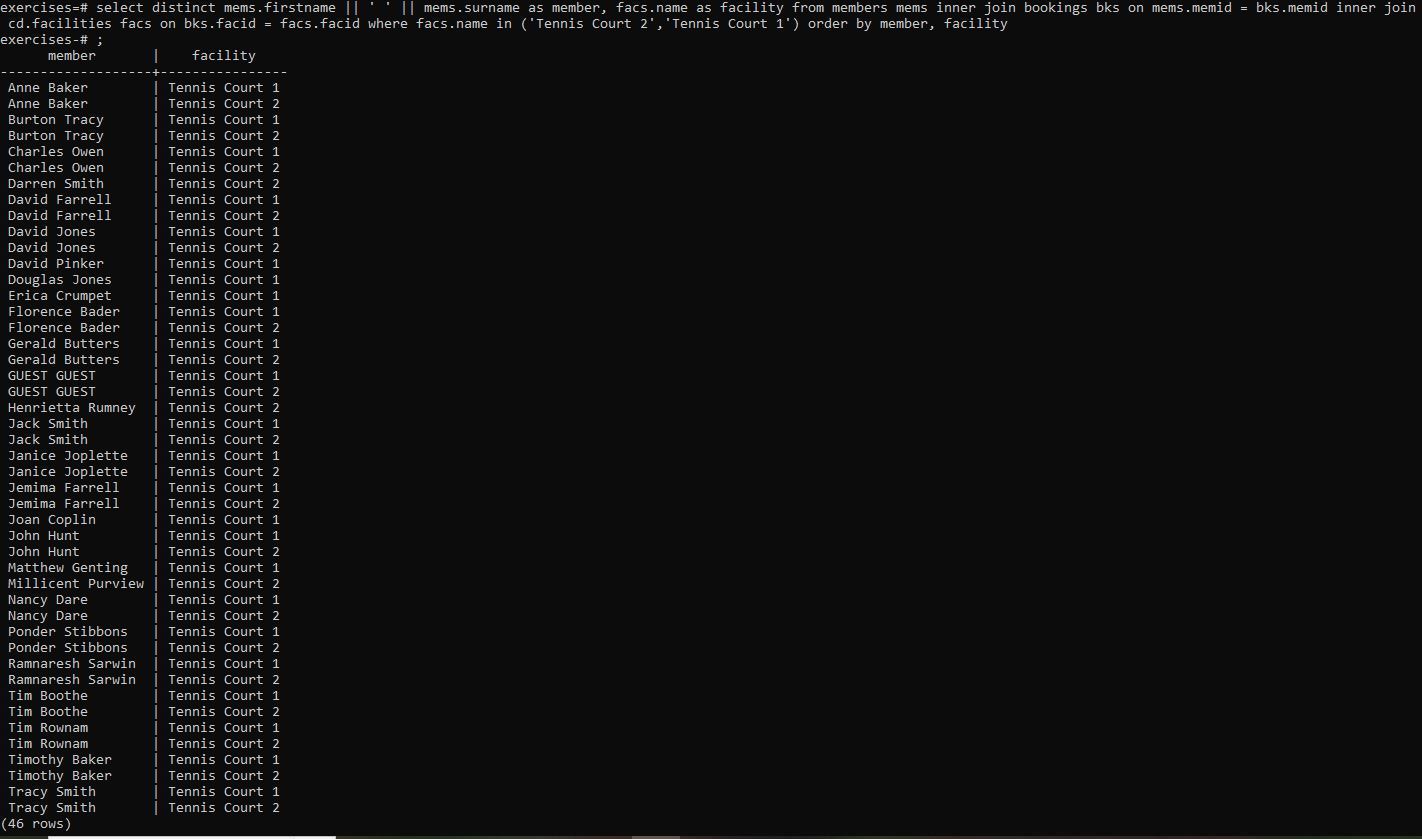 exercises=# select distinct mems.firstname || ' ' || mems.surname as member, facs.name as facility from members mems inner join bookings bks on mems.memid = bks.memid inner join
 cd.facilities facs on bks.facid = facs.facid where facs.name in ('Tennis Court 2','Tennis Court 1') order by member, facility
exercises-# ;
      member       |    facility
-------------------+----------------
 Anne Baker        | Tennis Court 1
 Anne Baker        | Tennis Court 2
 Burton Tracy      | Tennis Court 1
 Burton Tracy      | Tennis Court 2
 Charles Owen      | Tennis Court 1
 Charles Owen      | Tennis Court 2
 Darren Smith      | Tennis Court 2
 David Farrell     | Tennis Court 1
 David Farrell     | Tennis Court 2
 David Jones       | Tennis Court 1
 David Jones       | Tennis Court 2
 David Pinker      | Tennis Court 1
 Douglas Jones     | Tennis Court 1
 Erica Crumpet     | Tennis Court 1
 Florence Bader    | Tennis Court 1
 Florence Bader    | Tennis Court 2
 Gerald Butters    | Tennis Court 1
 Gerald Butters    | Tennis Court 2
 GUEST GUEST       | Tennis Court 1
 GUEST GUEST       | Tennis Court 2
 Henrietta Rumney  | Tennis Court 2
 Jack Smith        | Tennis Court 1
 Jack Smith        | Tennis Court 2
 Janice Joplette   | Tennis Court 1
 Janice Joplette   | Tennis Court 2
 Jemima Farrell    | Tennis Court 1
 Jemima Farrell    | Tennis Court 2
 Joan Coplin       | Tennis Court 1
 John Hunt         | Tennis Court 1
 John Hunt         | Tennis Court 2
 Matthew Genting   | Tennis Court 1
 Millicent Purview | Tennis Court 2
 Nancy Dare        | Tennis Court 1
 Nancy Dare        | Tennis Court 2
 Ponder Stibbons   | Tennis Court 1
 Ponder Stibbons   | Tennis Court 2
 Ramnaresh Sarwin  | Tennis Court 1
 Ramnaresh Sarwin  | Tennis Court 2
 Tim Boothe        | Tennis Court 1
 Tim Boothe        | Tennis Court 2
 Tim Rownam        | Tennis Court 1
 Tim Rownam        | Tennis Court 2
 Timothy Baker     | Tennis Court 1
 Timothy Baker     | Tennis Court 2
 Tracy Smith       | Tennis Court 1
 Tracy Smith       | Tennis Court 2
(46 rows)